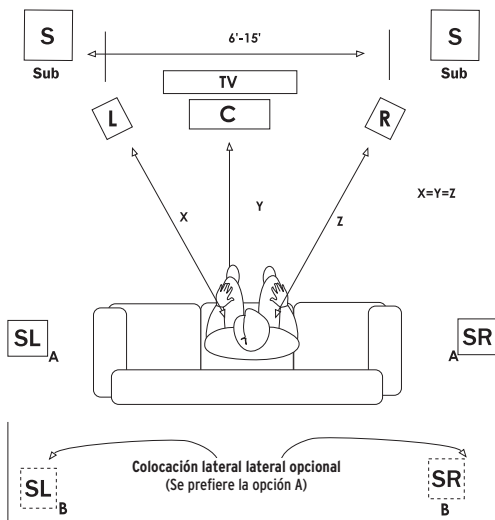 S
S
6'-15'
Sub
Sub
TV
C
L
R
X
Y
Z
X=Y=Z
SL
A
A
SR
Colocación lateral lateral opcional
(Se prefiere la opción A)
SL
B
SR
B